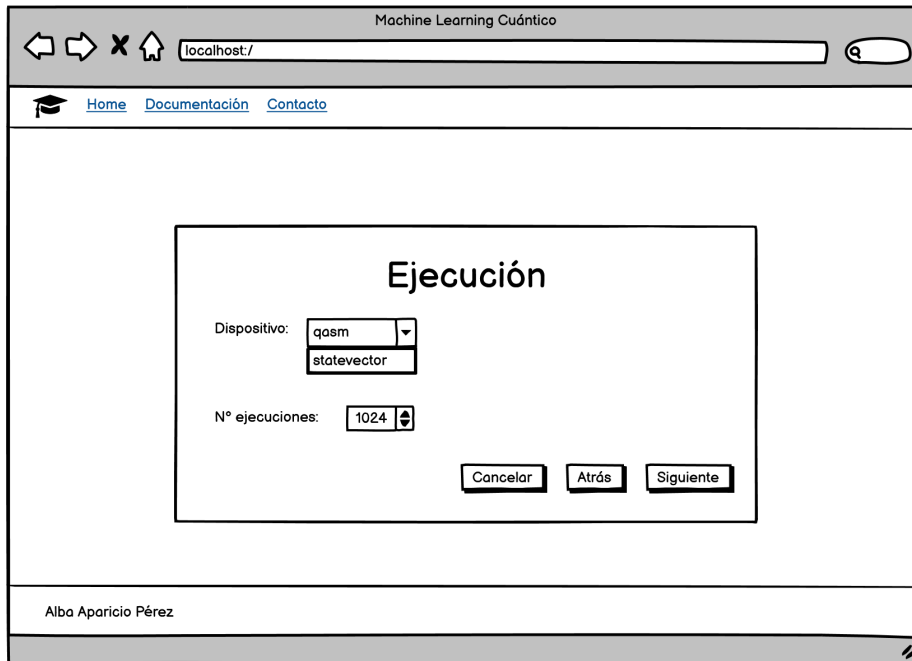 Machine Learning Cuántico
localhost:/
Home Documentación Contacto
Ejecución
Dispositivo: qasm
statevector
Nº ejecuciones: 1024
Cancelar Atrás Siguiente
Alba Aparicio Pérez